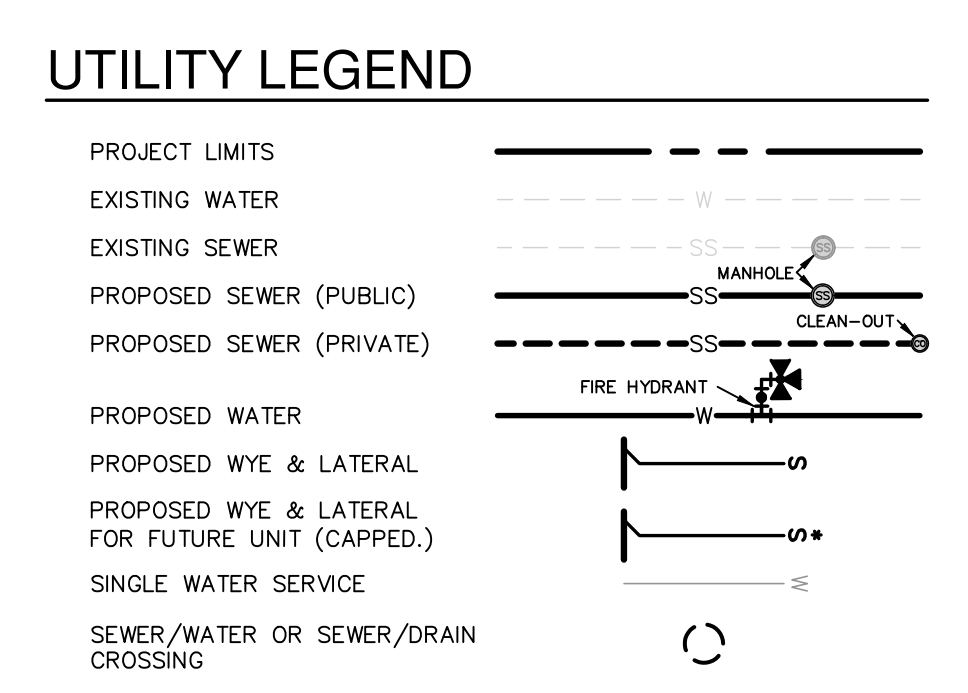 UTILITY LEGEND
PROJECT LIMITS
EXISTING WATER
W
EXISTING SEWER
SS
SS
MANHOLE
PROPOSED SEWER (PUBLIC)
SS
SS
CLEAN-OUT
PROPOSED SEWER (PRIVATE)
SS
CO
FIRE HYDRANT
PROPOSED WATER
W
PROPOSED WYE & LATERAL
S
PROPOSED WYE & LATERAL
FOR FUTURE UNIT (CAPPED.)
S*
SINGLE WATER SERVICE
W
SEWER/WATER OR SEWER/DRAIN
CROSSING